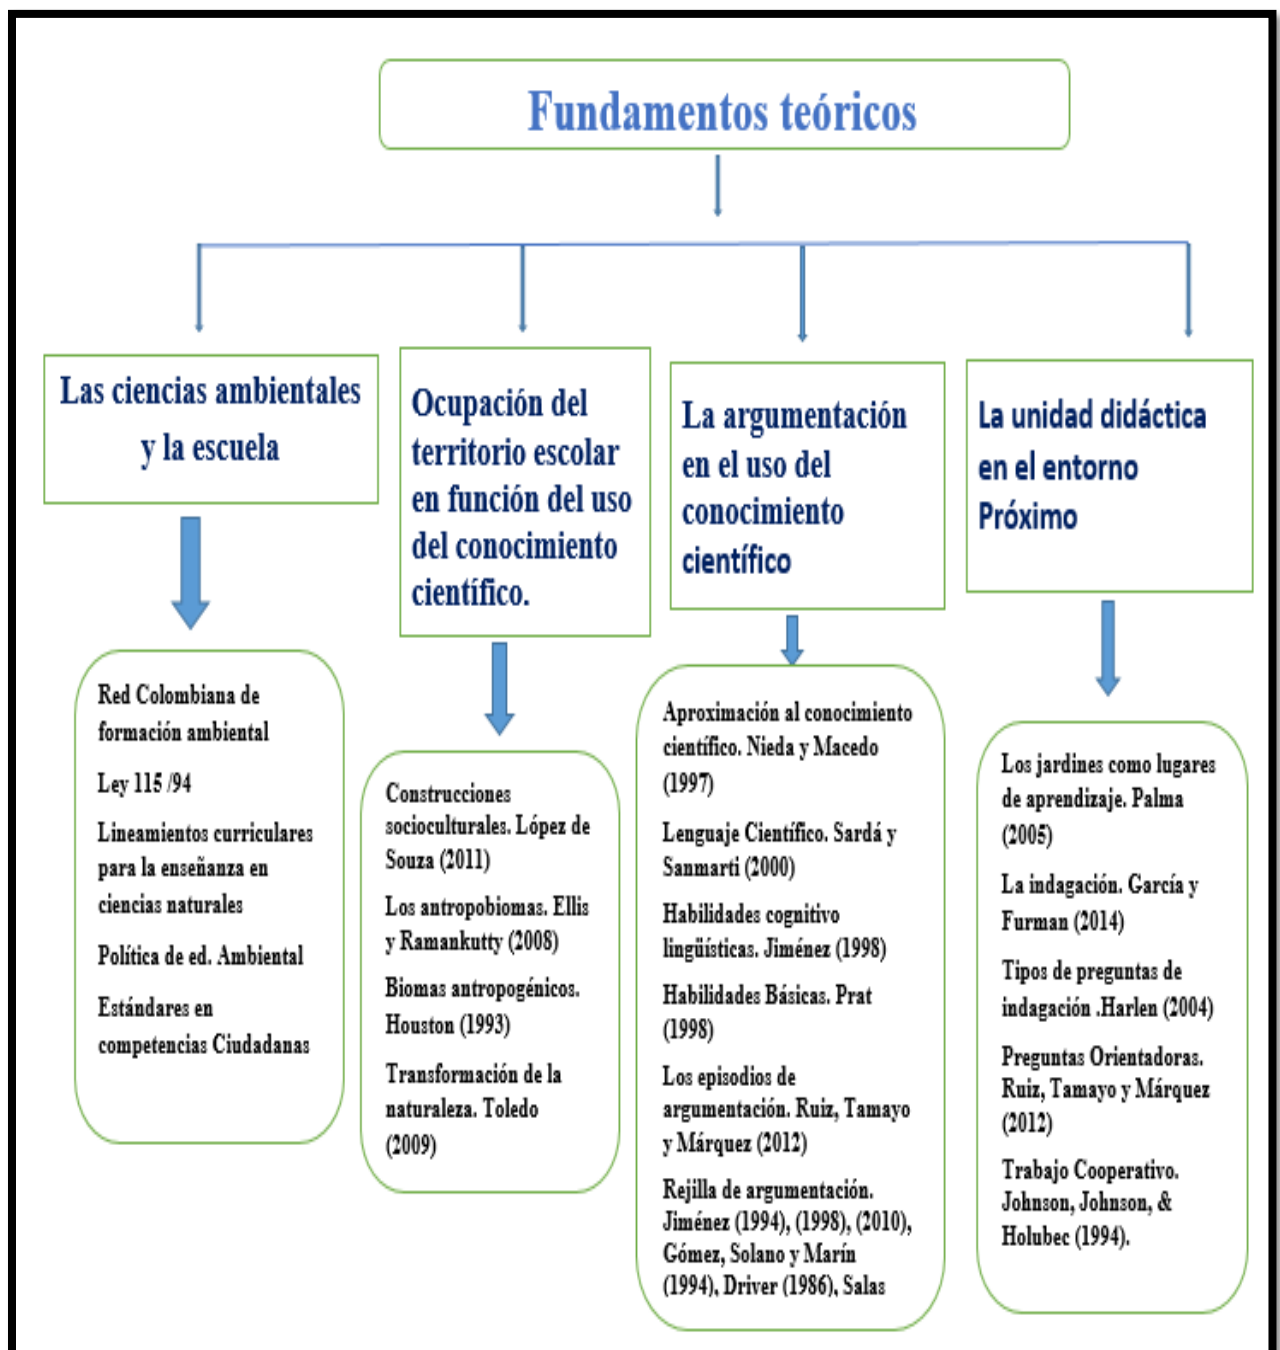 Fundamentos teóricos
Las ciencias ambientales
y la escuela
Ocupación del
territorio escolar
en función del uso
del conocimiento
científico.
La argumentación
en el uso del
conocimiento
científico
La unidad didáctica
en el entorno
Próximo
Red Colombiana de
formación ambiental
Ley 115 /94
Lineamientos curriculares
para la enseñanza en
ciencias naturales
Política de ed. Ambiental
Estándares en
competencias Ciudadanas
Construcciones
socioculturales. López de
Souza (2011)
Los antropobiomas. Ellis
y Ramankutty (2008)
Biomas antropogénicos.
Houston (1993)
Transformación de la
naturaleza. Toledo
(2009)
Aproximación al conocimiento
científico. Nieda y Macedo
(1997)
Lenguaje Científico. Sardá y
Sanmarti (2000)
Habilidades cognitivo
lingüísticas. Jiménez (1998)
Habilidades Básicas. Prat
(1998)
Los episodios de
argumentación. Ruiz, Tamayo
y Márquez (2012)
Rejilla de argumentación.
Jiménez (1994), (1998), (2010),
Gómez, Solano y Marín
(1994), Driver (1986), Salas
Los jardines como lugares
de aprendizaje. Palma
(2005)
La indagación. García y
Furman (2014)
Tipos de preguntas de
indagación .Harlen (2004)
Preguntas Orientadoras.
Ruiz, Tamayo y Márquez
(2012)
Trabajo Cooperativo.
Johnson, Johnson, &
Holubec (1994).